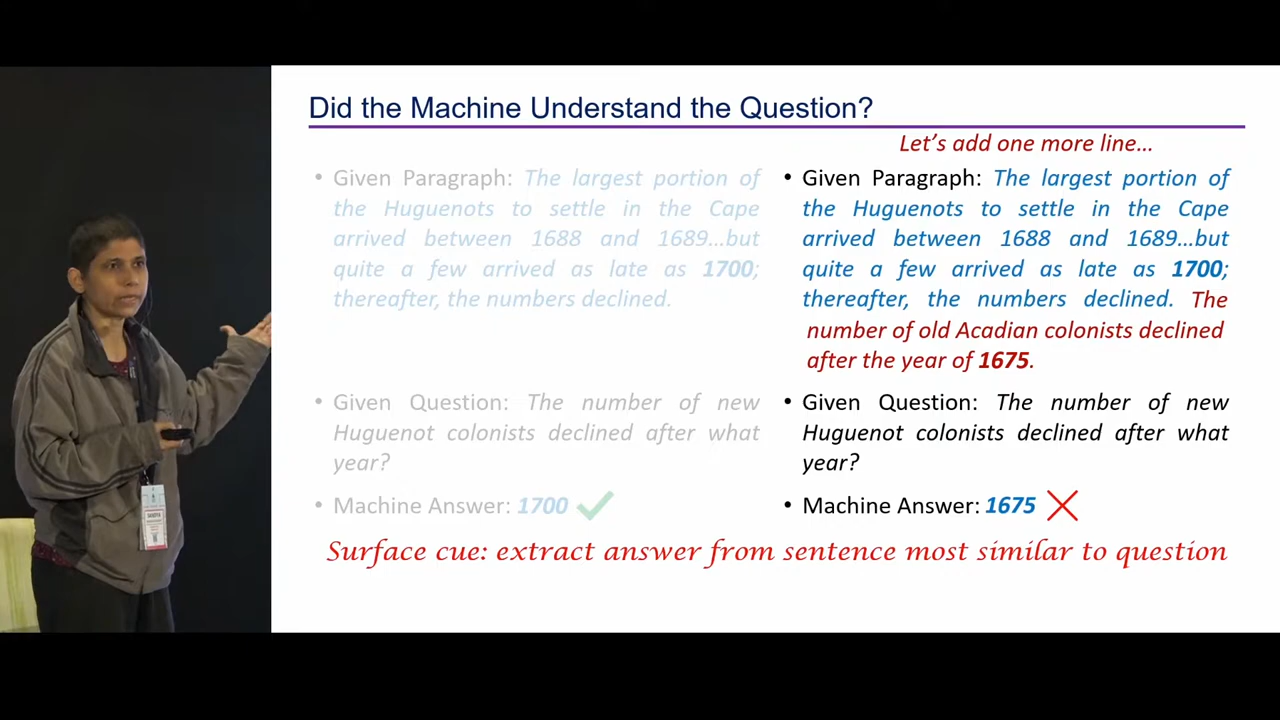 Did the Machine Understand the Question?
Let's add one more line…
• Given Paragraph: The largest portion of
the Huguenots to settle in the Cape
arrived between 1688 and 1689…but
quite a few arrived as late as 1700;
thereafter, the numbers declined.
• Given Question: The number of new
Huguenot colonists declined after what
year?
• Machine Answer: 1700
• Given Paragraph: The largest portion of
the Huguenots to settle in the Cape
arrived between 1688 and 1689…but
quite a few arrived as late as 1700;
thereafter, the numbers declined. The
number of old Acadian colonists declined
after the year of 1675.
• Given Question: The number of new
Huguenot colonists declined after what
year?
• Machine Answer: 1675
Surface cue: extract answer from sentence most similar to question